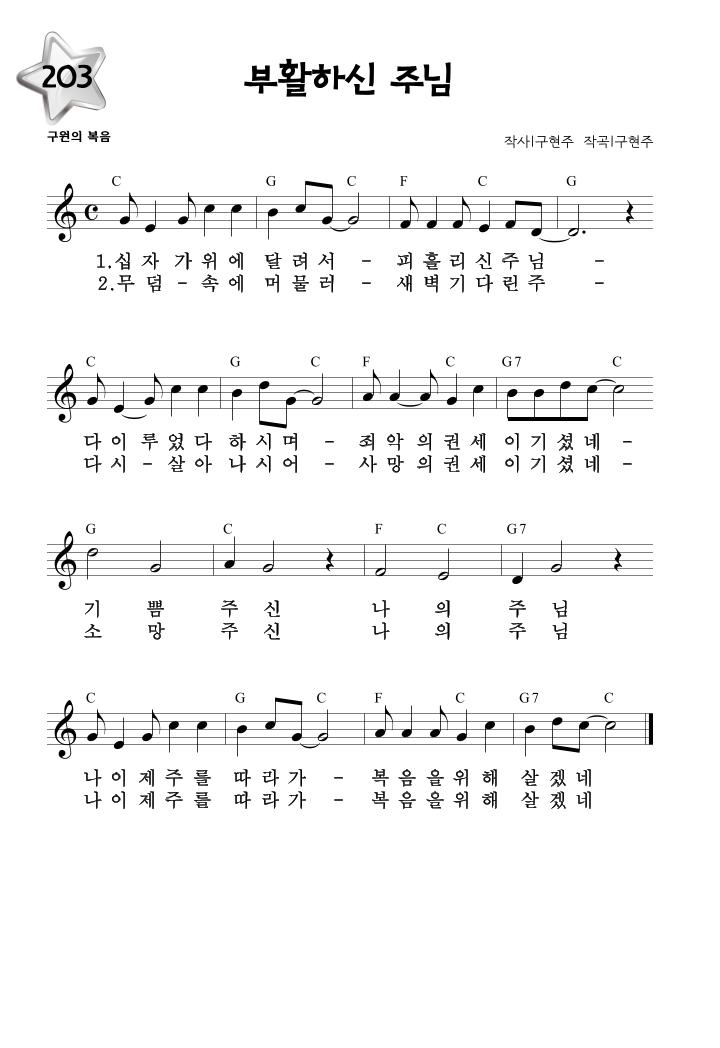 203
부활하신 주님
구원의 복음
작사|구현주 작곡|구현주
C G C F C G
1.십 자 가 위 에 달 려 서 - 피 흘 리 신 주 님 -
2.무 덤 - 속 에 머 물 러 - 새 벽 기 다 린 주 -
C G C F C G7 C
다 이 루 었 다 하 시 며 - 죄 악 의 권 세 이 기 셨 네 -
다 시 - 살 아 나 시 어 - 사 망 의 권 세 이 기 셨 네 -
G C F C G7
기 쁨 주 신 나 의 주 님
소 망 주 신 나 의 주 님
C G C F C G7 C
나 이 제 주 를 따 라 가 - 복 음 을 위 해 살 겠 네
나 이 제 주 를 따 라 가 - 복 음 을 위 해 살 겠 네